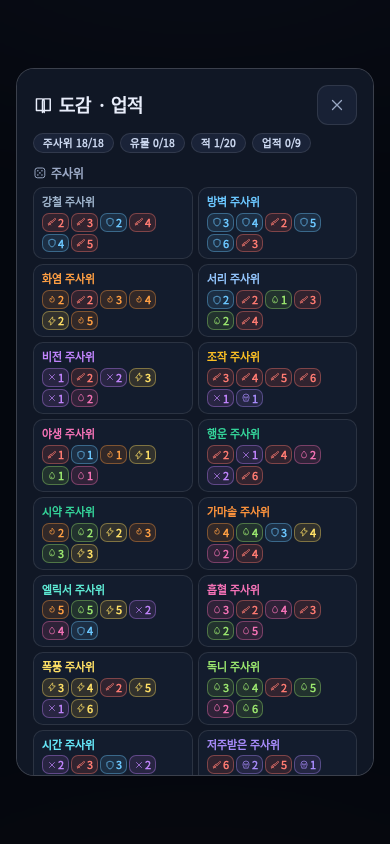 도감 · 업적
주사위 18/18 유물 0/18 적 1/20 업적 0/9
주사위
강철 주사위
2 3 2 4
4 5
방벽 주사위
3 4 2 5
6 3
화염 주사위
2 2 3 4
2 5
서리 주사위
2 2 1 3
2 4
비전 주사위
1 2 2 3
1 2
조작 주사위
3 4 5 6
1 1
야생 주사위
1 1 1 1
1 1
행운 주사위
2 1 4 2
2 6
시약 주사위
2 2 2 3
3 3
가마솥 주사위
4 4 3 4
2 4
엘릭서 주사위
5 5 5 2
4 4
흡혈 주사위
3 2 4 3
2 5
폭풍 주사위
3 4 2 5
1 6
독니 주사위
3 4 2 5
2 6
시간 주사위
2 3 3 2
저주받은 주사위
6 2 5 1